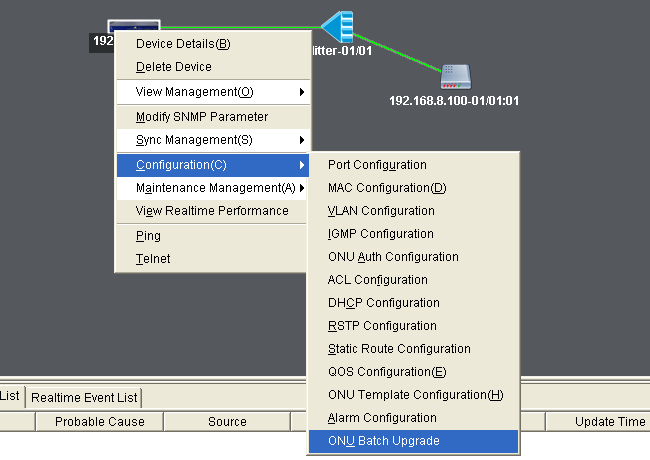 192
litter-01/01
192.168.8.100-01/01:01
Device Details(B)
Delete Device
View Management(O)
Modify SNMP Parameter
Sync Management(S)
Configuration(C)
Maintenance Management(A)
View Realtime Performance
Ping
Telnet
Port Configuration
MAC Configuration(D)
VLAN Configuration
IGMP Configuration
ONU Auth Configuration
ACL Configuration
DHCP Configuration
RSTP Configuration
Static Route Configuration
QOS Configuration(E)
ONU Template Configuration(H)
Alarm Configuration
ONU Batch Upgrade
List Realtime Event List
Probable Cause Source Update Time